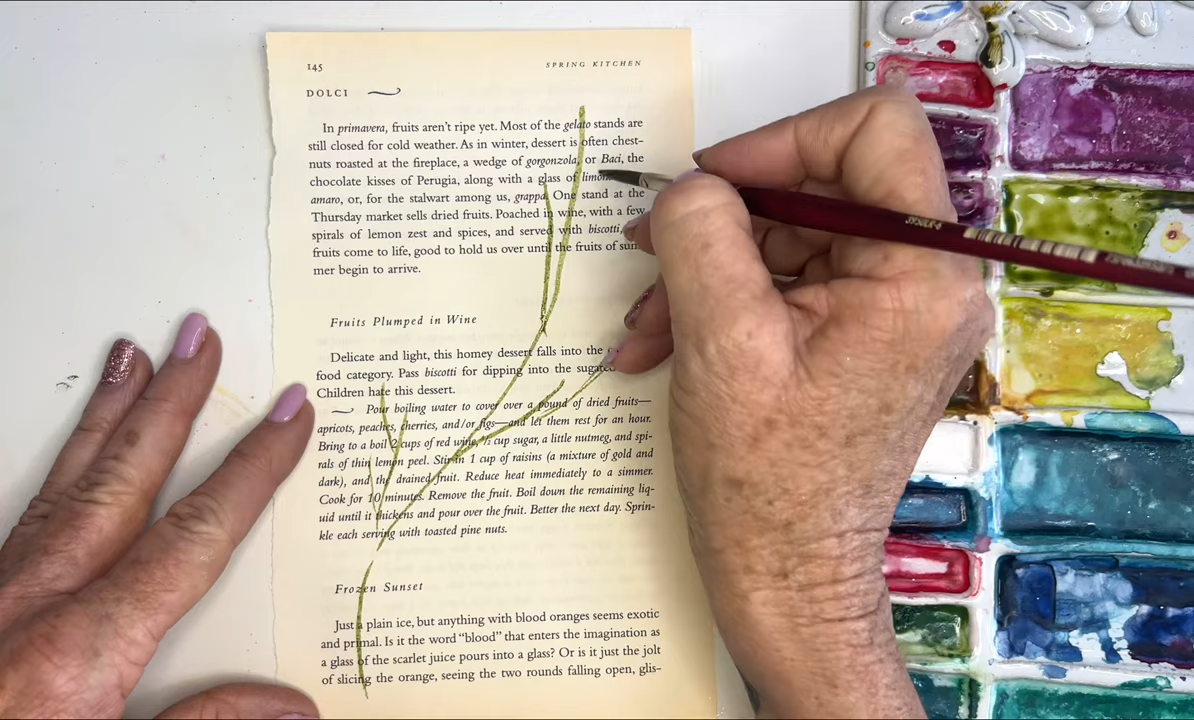 145
SPRING KITCHEN
DOLCI
In primavera, fruits aren't ripe yet. Most of the gelato stands are
still closed for cold weather. As in winter, dessert is often chest-
nuts roasted at the fireplace, a wedge of gorgonzola, or Baci, the
chocolate kisses of Perugia, along with a glass of
amaro, or, for the stalwart among us, grappa. One stand at the
Thursday market sells dried fruits. Poached in wine, with a few
spirals of lemon zest and spices, and served with biscotti,
fruits come to life, good to hold us over until the fruits of sum-
mer begin to arrive.
Fruits Plumped in Wine
Delicate and light, this homey dessert falls into the
food category. Pass biscotti for dipping into the
Children hate this dessert.
Pour boiling water to cover over a pound of dried fruits—
apricots, peaches, cherries, and/or figs—and let them rest for an hour.
Bring to a boil 2 cups of red wine, ½ cup sugar, a little nutmeg, and spi-
rals of thin lemon peel. Stir in 1 cup of raisins (a mixture of gold and
dark), and the drained fruit. Reduce heat immediately to a simmer.
Cook for 10 minutes. Remove the fruit. Boil down the remaining liq-
uid until it thickens and pour over the fruit. Better the next day. Sprin-
kle each serving with toasted pine nuts.
Frozen Sunset
Just a plain ice, but anything with blood oranges seems exotic
and primal. Is it the word “blood” that enters the imagination as
a glass of the scarlet juice pours into a glass? Or is it just the jolt
of slicing the orange, seeing the two rounds falling open, glis-